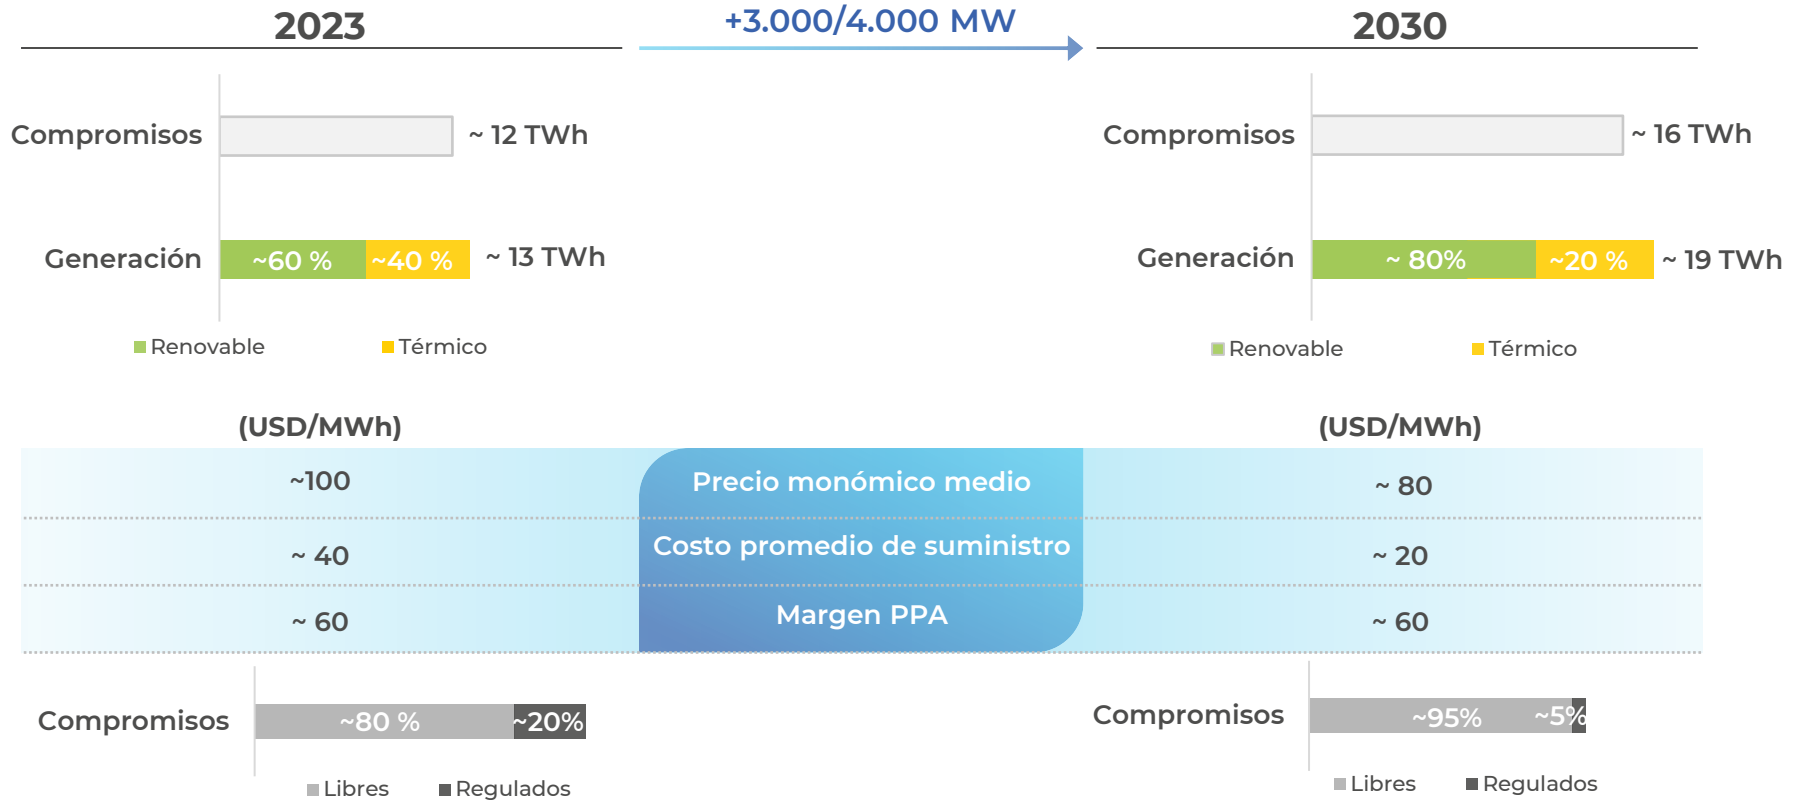 2023
+3.000/4.000 MW
2030
Compromisos
~ 12 TWh
Generación
~60 %
~40 %
~ 13 TWh
Renovable
Térmico
Compromisos
~ 16 TWh
Generación
~ 80%
~20 %
~ 19 TWh
Renovable
Térmico
(USD/MWh)
(USD/MWh)
~100
Precio monómico medio
~ 80
~ 40
Costo promedio de suministro
~ 20
~ 60
Margen PPA
~ 60
Compromisos
~80 %
~20%
Libres
Regulados
Compromisos
~95%
~5%
Libres
Regulados